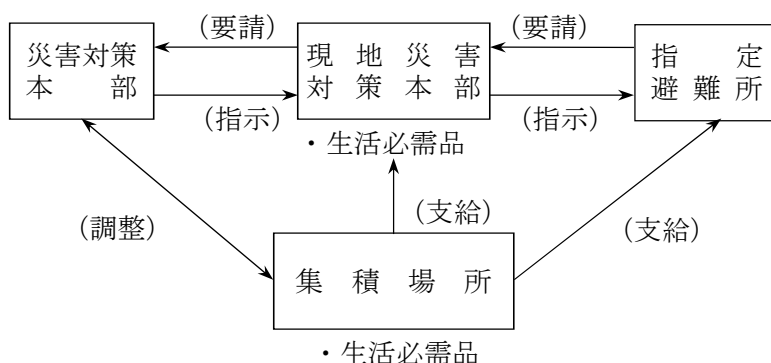 (要請)
(要請)
災害対策
本部
現地災害
対策本部
指定
避難所
(指示)
(指示)
・生活必需品
(調整)
(支給)
(支給)
集積場所
・生活必需品